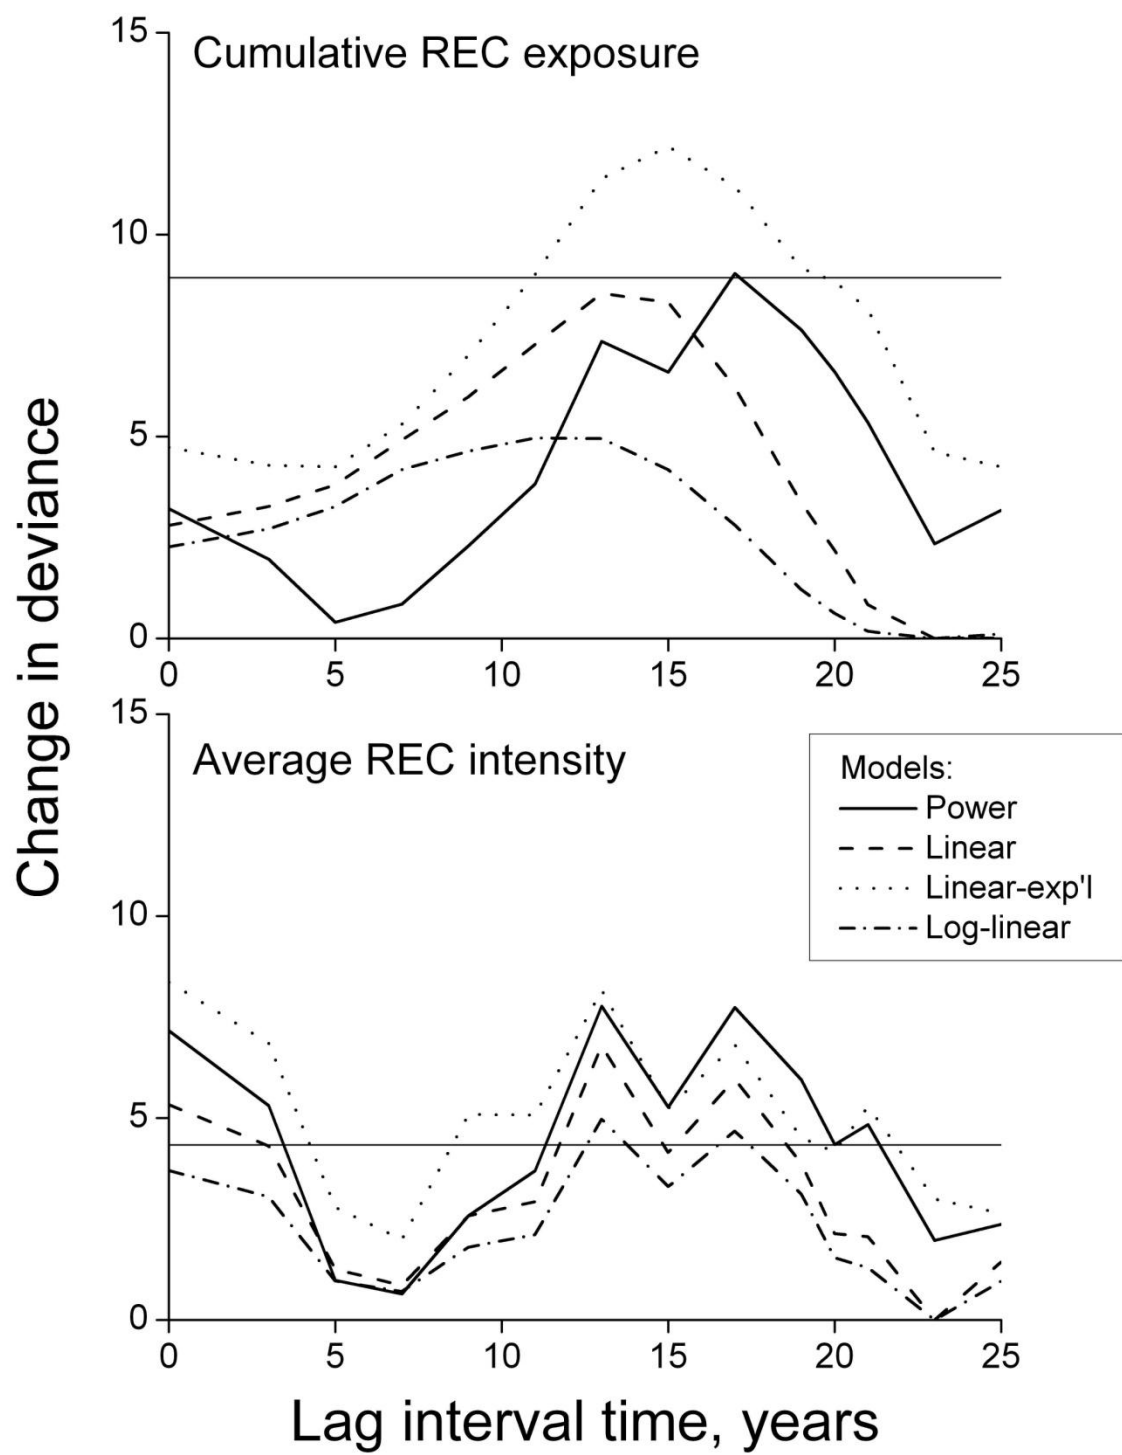 Change in deviance
15
Cumulative REC exposure
10
5
0
0 5 10 15 20 25
15
Average REC intensity
Models:
Power
Linear
Linear-exp'l
Log-linear
10
5
0
0 5 10 15 20 25
Lag interval time, years